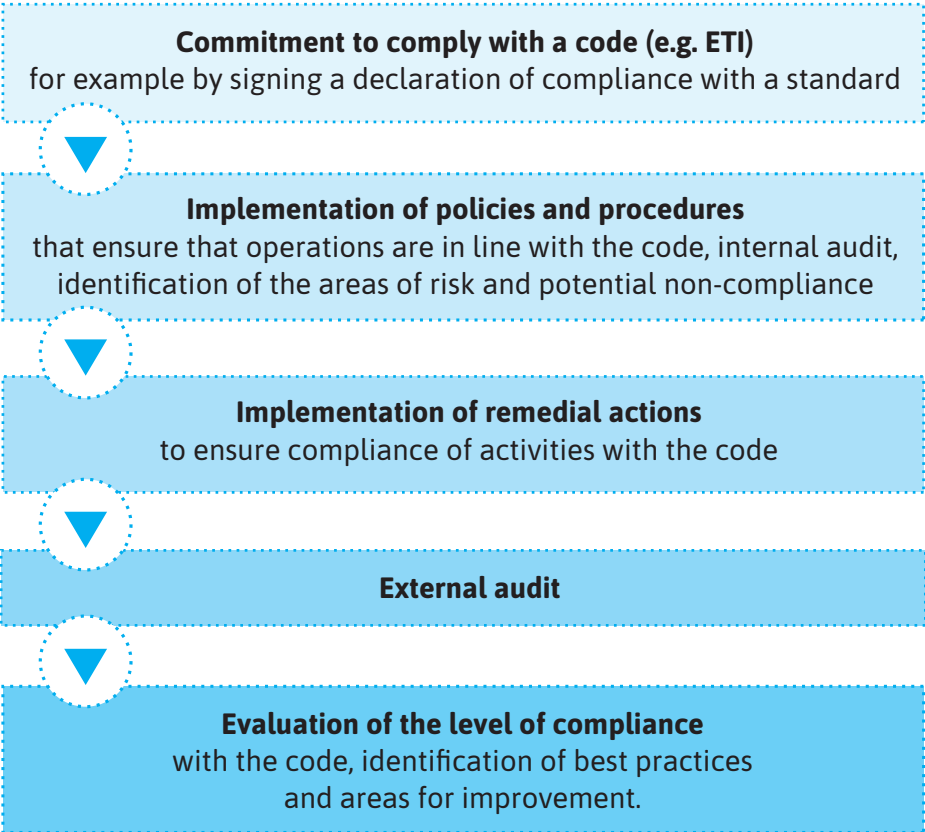 Commitment to comply with a code (e.g. ETI)
for example by signing a declaration of compliance with a standard
Implementation of policies and procedures
that ensure that operations are in line with the code, internal audit,
identification of the areas of risk and potential non-compliance
Implementation of remedial actions
to ensure compliance of activities with the code
External audit
Evaluation of the level of compliance
with the code, identification of best practices
and areas for improvement.